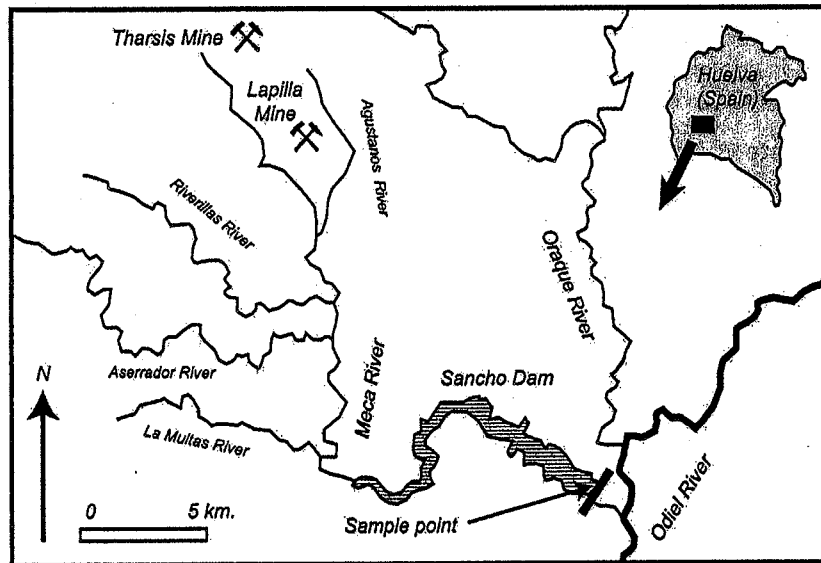 Tharsis Mine
Lapilla
Mine
Agustanos River
Huelva
(Spain)
Riverillas River
Oraque River
Aserrador River
Meca River
Sancho Dam
N
La Multas River
0 5 km.
Sample point
Odiel River